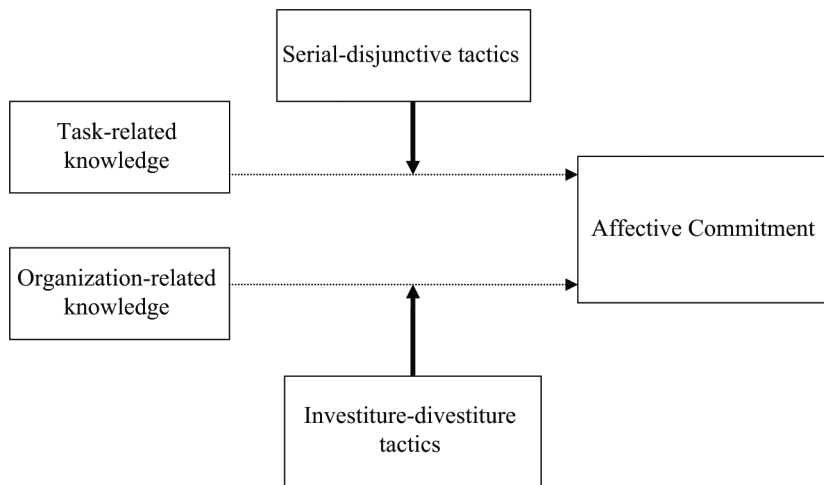 Serial-disjunctive tactics
Task-related
knowledge
Affective Commitment
Organization-related
knowledge
Investiture-divestiture
tactics